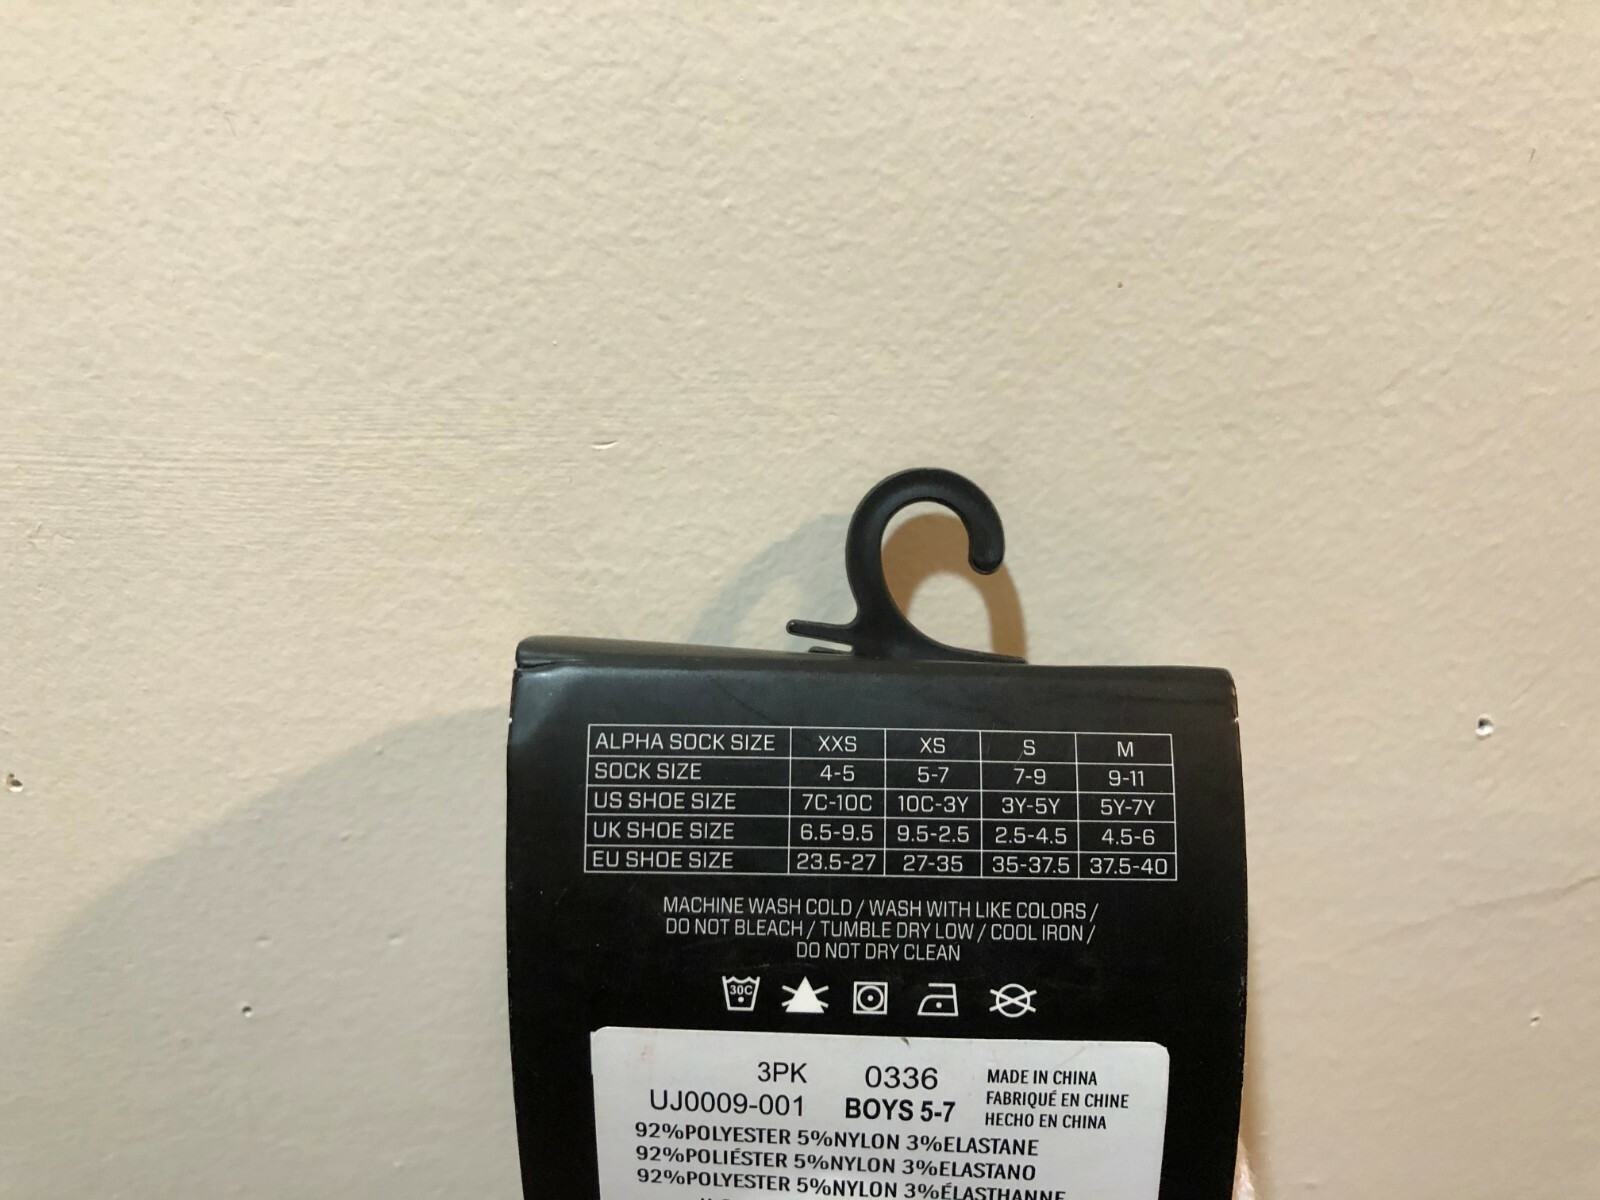 ALPHA SOCK SIZE XXS XS S M
SOCK SIZE 4-5 5-7 7-9 9-11
US SHOE SIZE 7C-10C 10C-3Y 3Y-5Y 5Y-7Y
UK SHOE SIZE 6.5-9.5 9.5-2.5 2.5-4.5 4.5-6
EU SHOE SIZE 23.5-27 27-35 35-37.5 37.5-40
MACHINE WASH COLD / WASH WITH LIKE COLORS /
DO NOT BLEACH / TUMBLE DRY LOW / COOL IRON /
DO NOT DRY CLEAN
30C
3PK 0336 MADE IN CHINA
UJ0009-001 BOYS 5-7 FABRIQUÉ EN CHINE
HECHO EN CHINA
92%POLYESTER 5%NYLON 3%ELASTANE
92%POLIÉSTER 5%NYLON 3%ELASTANO
92%POLYESTER 5%NYLON 3%ÉLASTHANNE